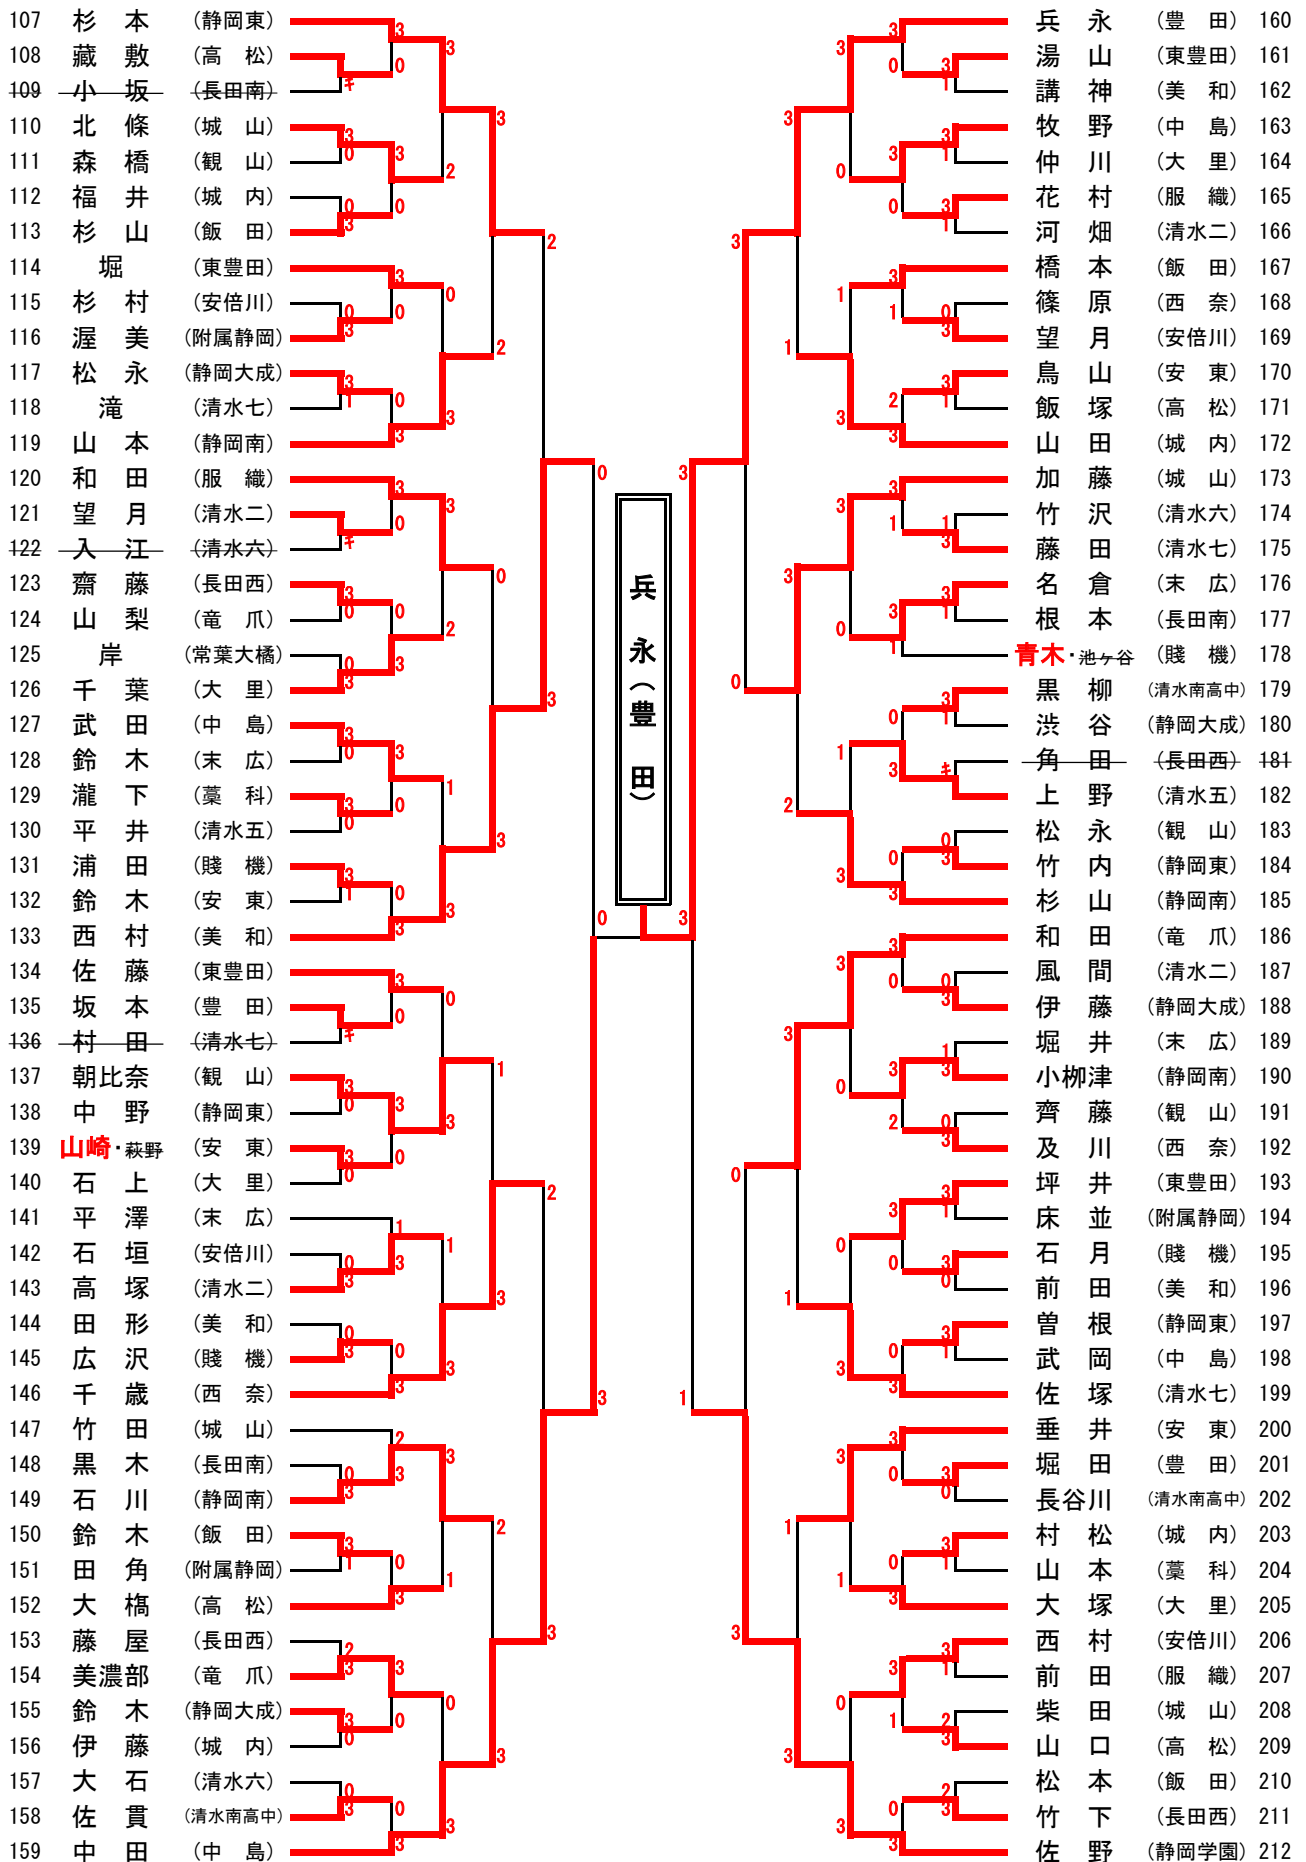 107 杉 本 (静岡東)
108 藏 敷 (高 松)
109 小 坂 (長田南)
110 北 條 (城 山)
111 森 橋 (観 山)
112 福 井 (城 内)
113 杉 山 (飯 田)
114 堀 (東豊田)
115 杉 村 (安倍川)
116 渥 美 (附属静岡)
117 松 永 (静岡大成)
118 滝 (清水七)
119 山 本 (静岡南)
120 和 田 (服 織)
121 望 月 (清水二)
122 入 江 (清水六)
123 齋 藤 (長田西)
124 山 梨 (竜 爪)
125 岸 (常葉大橘)
126 千 葉 (大 里)
127 武 田 (中 島)
128 鈴 木 (末 広)
129 瀧 下 (藁 科)
130 平 井 (清水五)
131 浦 田 (賤 機)
132 鈴 木 (安 東)
133 西 村 (美 和)
134 佐 藤 (東豊田)
135 坂 本 (豊 田)
136 村 田 (清水七)
137 朝比奈 (観 山)
138 中 野 (静岡東)
139 山崎・萩野 (安 東)
140 石 上 (大 里)
141 平 澤 (末 広)
142 石 垣 (安倍川)
143 高 塚 (清水二)
144 田 形 (美 和)
145 広 沢 (賤 機)
146 千 歳 (西 奈)
147 竹 田 (城 山)
148 黒 木 (長田南)
149 石 川 (静岡南)
150 鈴 木 (飯 田)
151 田 角 (附属静岡)
152 大 槗 (高 松)
153 藤 屋 (長田西)
154 美濃部 (竜 爪)
155 鈴 木 (静岡大成)
156 伊 藤 (城 内)
157 大 石 (清水六)
158 佐 貫 (清水南高中)
159 中 田 (中 島)
兵 永 (豊 田)
兵 永 (豊 田) 160
湯 山 (東豊田) 161
講 神 (美 和) 162
牧 野 (中 島) 163
仲 川 (大 里) 164
花 村 (服 織) 165
河 畑 (清水二) 166
橋 本 (飯 田) 167
篠 原 (西 奈) 168
望 月 (安倍川) 169
鳥 山 (安 東) 170
飯 塚 (高 松) 171
山 田 (城 内) 172
加 藤 (城 山) 173
竹 沢 (清水六) 174
藤 田 (清水七) 175
名 倉 (末 広) 176
根 本 (長田南) 177
青木・池ヶ谷 (賤 機) 178
黒 柳 (清水南高中) 179
渋 谷 (静岡大成) 180
角 田 (長田西) 181
上 野 (清水五) 182
松 永 (観 山) 183
竹 内 (静岡東) 184
杉 山 (静岡南) 185
和 田 (竜 爪) 186
風 間 (清水二) 187
伊 藤 (静岡大成) 188
堀 井 (末 広) 189
小栁津 (静岡南) 190
齊 藤 (観 山) 191
及 川 (西 奈) 192
坪 井 (東豊田) 193
床 並 (附属静岡) 194
石 月 (賤 機) 195
前 田 (美 和) 196
曽 根 (静岡東) 197
武 岡 (中 島) 198
佐 塚 (清水七) 199
垂 井 (安 東) 200
堀 田 (豊 田) 201
長谷川 (清水南高中) 202
村 松 (城 内) 203
山 本 (藁 科) 204
大 塚 (大 里) 205
西 村 (安倍川) 206
前 田 (服 織) 207
柴 田 (城 山) 208
山 口 (高 松) 209
松 本 (飯 田) 210
竹 下 (長田西) 211
佐 野 (静岡学園) 212